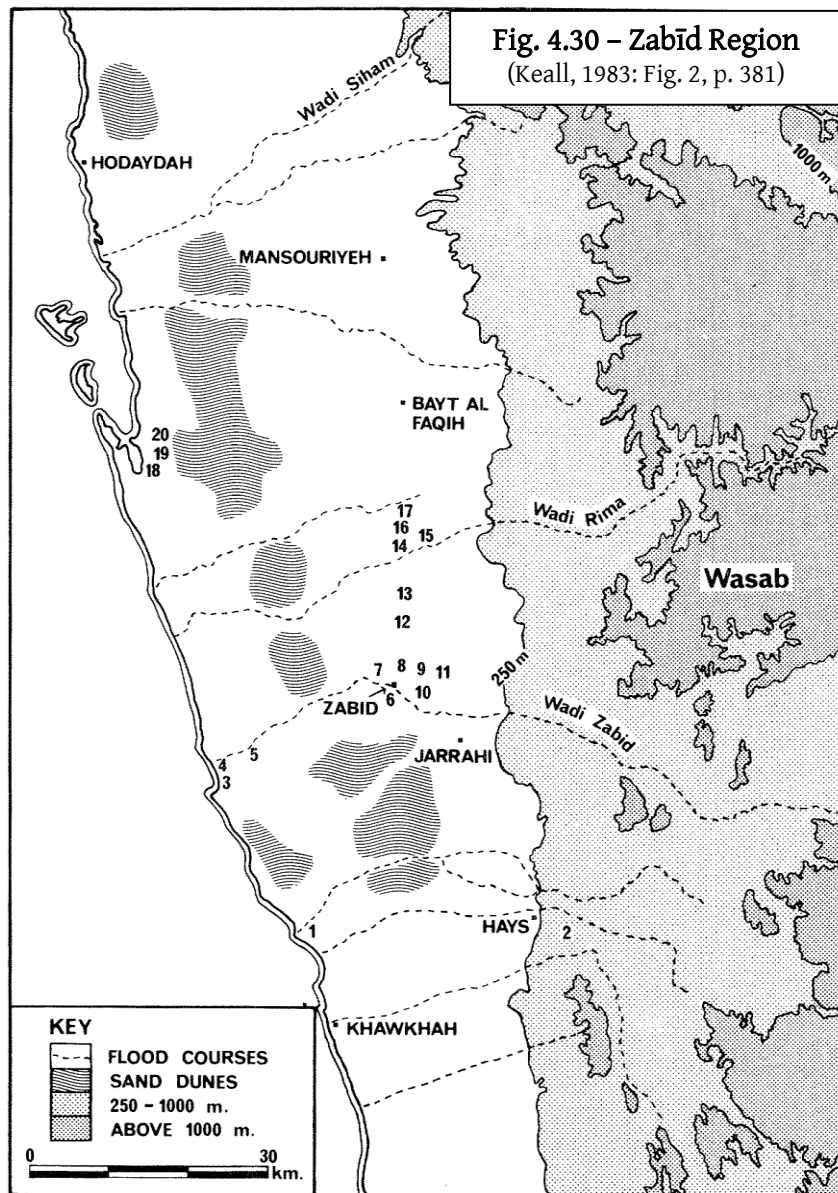 Fig. 4.30 – Zabīd Region
(Keall, 1983: Fig. 2, p. 381)
Wadi Siham
1000 m.
HODAYDAH
MANSOURIYEH
BAYT AL
FAQIH
20
19
18
17
16
15
14
Wadi Rima
13
12
Wasab
7
8
9
11
250 m
10
6
ZABID
Wadi Zabid
JARRAHI
5
4
3
1
HAYS
2
KHAWKHAH
KEY
FLOOD COURSES
SAND DUNES
250 – 1000 m.
ABOVE 1000 m.
0 30
km.